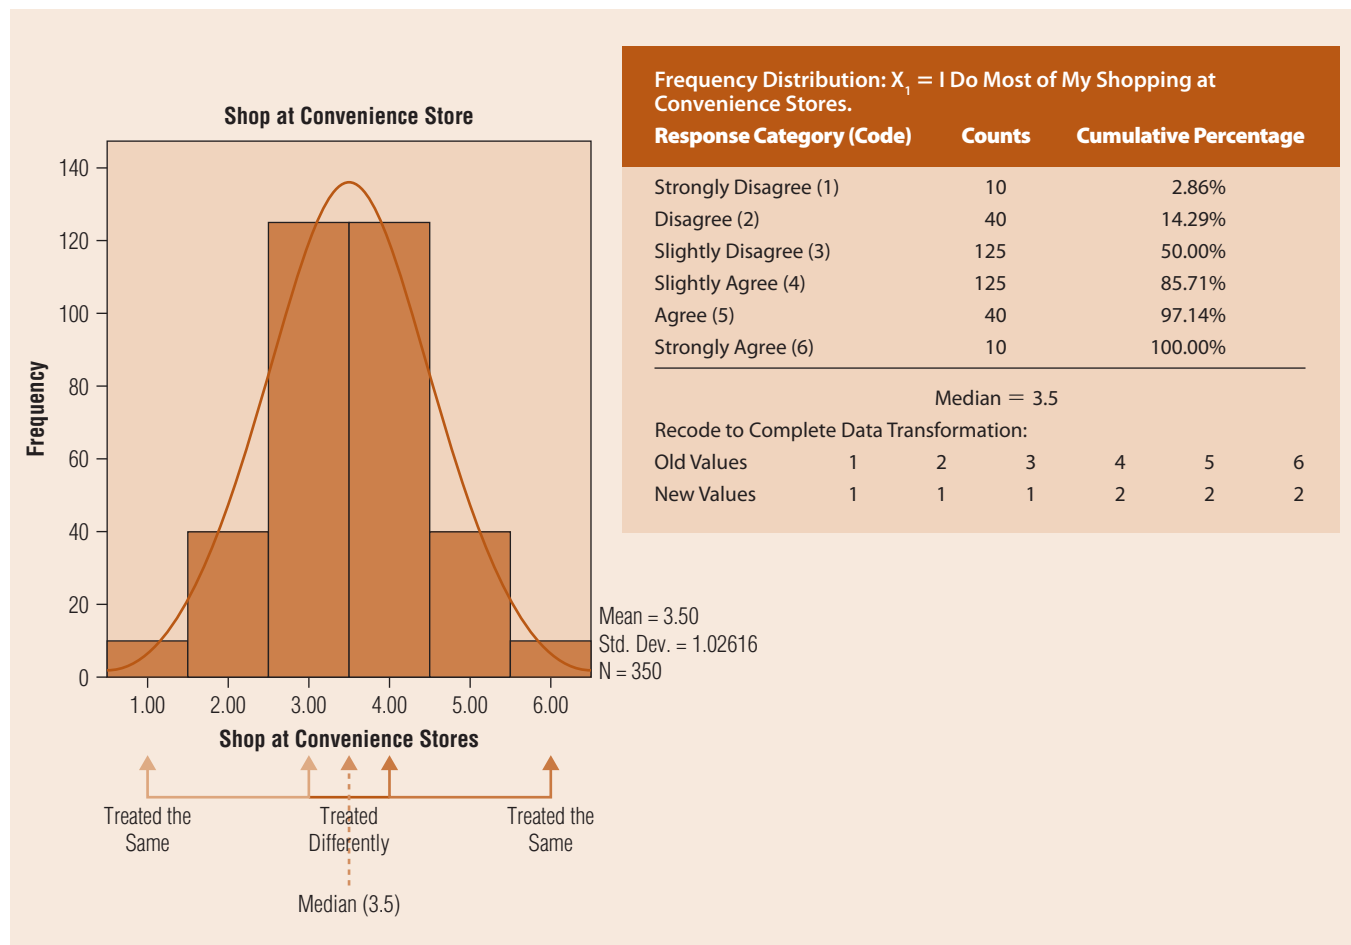 Shop at Convenience Store
140
120
100
80
60
40
20
0
Frequency
1.00 2.00 3.00 4.00 5.00 6.00
Shop at Convenience Stores
Mean = 3.50
Std. Dev. = 1.02616
N = 350
Treated the Same
Treated Differently
Treated the Same
Median (3.5)
Frequency Distribution: X1 = I Do Most of My Shopping at
Convenience Stores.
Response Category (Code) Counts Cumulative Percentage
Strongly Disagree (1) 10 2.86%
Disagree (2) 40 14.29%
Slightly Disagree (3) 125 50.00%
Slightly Agree (4) 125 85.71%
Agree (5) 40 97.14%
Strongly Agree (6) 10 100.00%
Median = 3.5
Recode to Complete Data Transformation:
Old Values 1 2 3 4 5 6
New Values 1 1 1 2 2 2